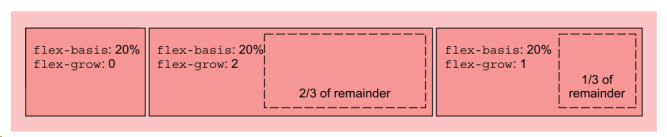 flex-basis: 20%
flex-grow: 0
flex-basis: 20%
flex-grow: 2
2/3 of remainder
flex-basis: 20%
flex-grow: 1
1/3 of
remainder